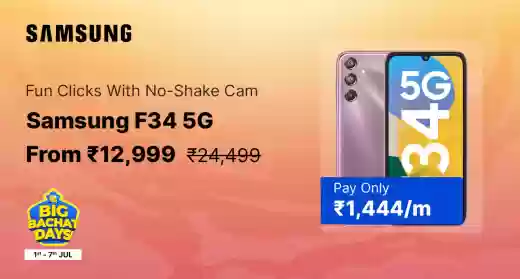 SAMSUNG
Fun Clicks With No-Shake Cam
Samsung F34 5G
From ₹12,999 ₹24,499
5G
34
Pay Only
₹1,444/m
BIG
BACHAT
DAYS
1st - 7th JUL